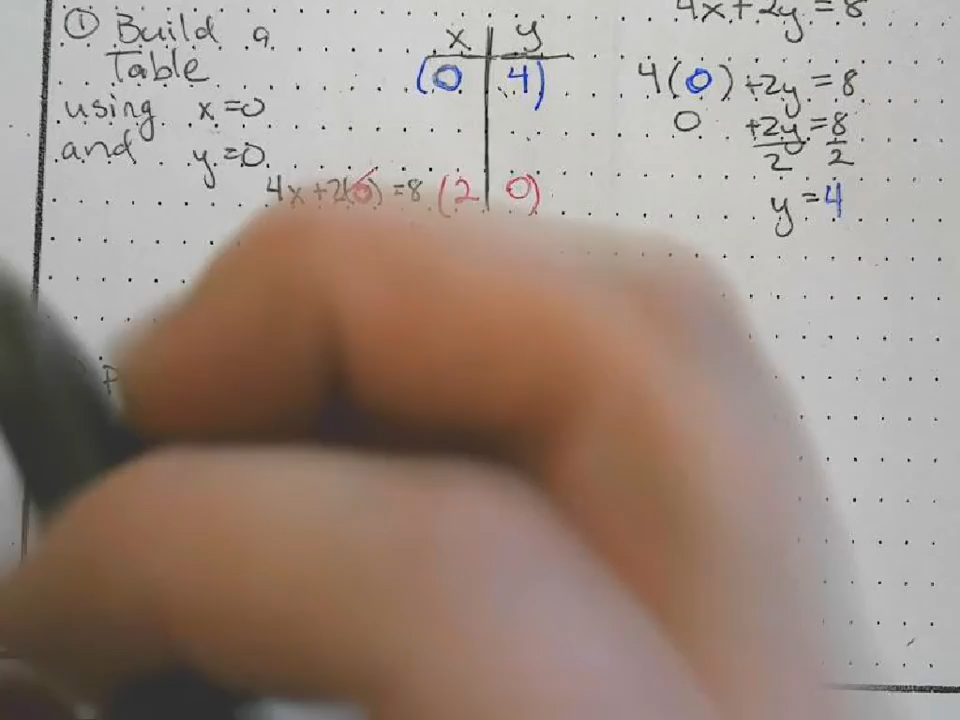 ① Build a
Table
using x=0
and y=0
x y
(0 4)
(2 0)
4x+2(0)=8
4x+2y=8
4(0)+2y=8
0 +2y=8
2 2
y=4